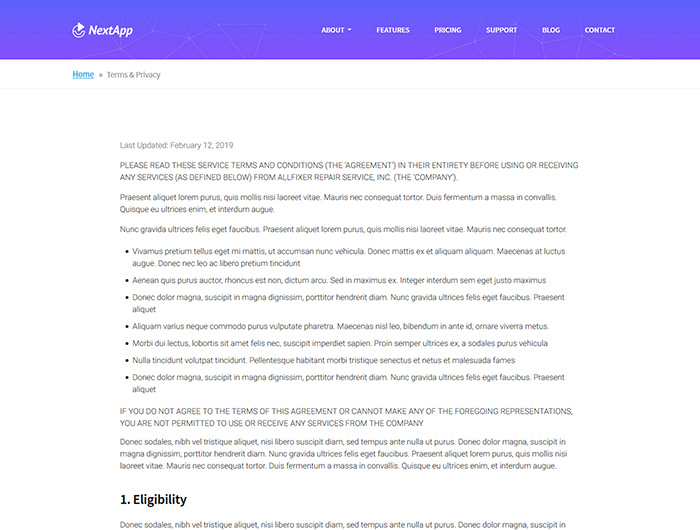 NextApp
ABOUT FEATURES PRICING SUPPORT BLOG CONTACT
Home » Terms & Privacy
Last Updated: February 12, 2019
PLEASE READ THESE SERVICE TERMS AND CONDITIONS (THE 'AGREEMENT') IN THEIR ENTIRETY BEFORE USING OR RECEIVING
ANY SERVICES (AS DEFINED BELOW) FROM ALLFIXER REPAIR SERVICE, INC. (THE 'COMPANY').
Praesent aliquet lorem purus, quis mollis nisi laoreet vitae. Mauris nec consequat tortor. Duis fermentum a massa in convallis.
Quisque eu ultrices enim, et interdum augue.
Nunc gravida ultrices felis eget faucibus. Praesent aliquet lorem purus, quis mollis nisi laoreet vitae. Mauris nec consequat tortor.
• Vivamus pretium tellus eget mi mattis, ut accumsan nunc vehicula. Donec mattis ex et aliquam aliquam. Maecenas at luctus
augue. Donec nec leo ac libero pretium tincidunt
• Aenean quis purus auctor, rhoncus est non, dictum arcu. Sed in maximus ex. Integer interdum sem eget justo maximus
• Donec dolor magna, suscipit in magna dignissim, porttitor hendrerit diam. Nunc gravida ultrices felis eget faucibus. Praesent
aliquet
• Aliquam varius neque commodo purus vulputate pharetra. Maecenas nisl leo, bibendum in ante id, ornare viverra metus.
• Morbi dui lectus, lobortis sit amet felis nec, suscipit imperdiet sapien. Proin semper ultrices ex, a sodales purus vehicula
• Nulla tincidunt volutpat tincidunt. Pellentesque habitant morbi tristique senectus et netus et malesuada fames
• Donec dolor magna, suscipit in magna dignissim, porttitor hendrerit diam. Nunc gravida ultrices felis eget faucibus. Praesent
aliquet
IF YOU DO NOT AGREE TO THE TERMS OF THIS AGREEMENT OR CANNOT MAKE ANY OF THE FOREGOING REPRESENTATIONS,
YOU ARE NOT PERMITTED TO USE OR RECEIVE ANY SERVICES FROM THE COMPANY
Donec sodales, nibh vel tristique aliquet, nisi libero suscipit diam, sed tempus ante nulla ut purus. Donec dolor magna, suscipit in
magna dignissim, porttitor hendrerit diam. Nunc gravida ultrices felis eget faucibus. Praesent aliquet lorem purus, quis mollis nisi
laoreet vitae. Mauris nec consequat tortor. Duis fermentum a massa in convallis. Quisque eu ultrices enim, et interdum augue.
1. Eligibility
Donec sodales, nibh vel tristique aliquet, nisi libero suscipit diam, sed tempus ante nulla ut purus. Donec dolor magna, suscipit in